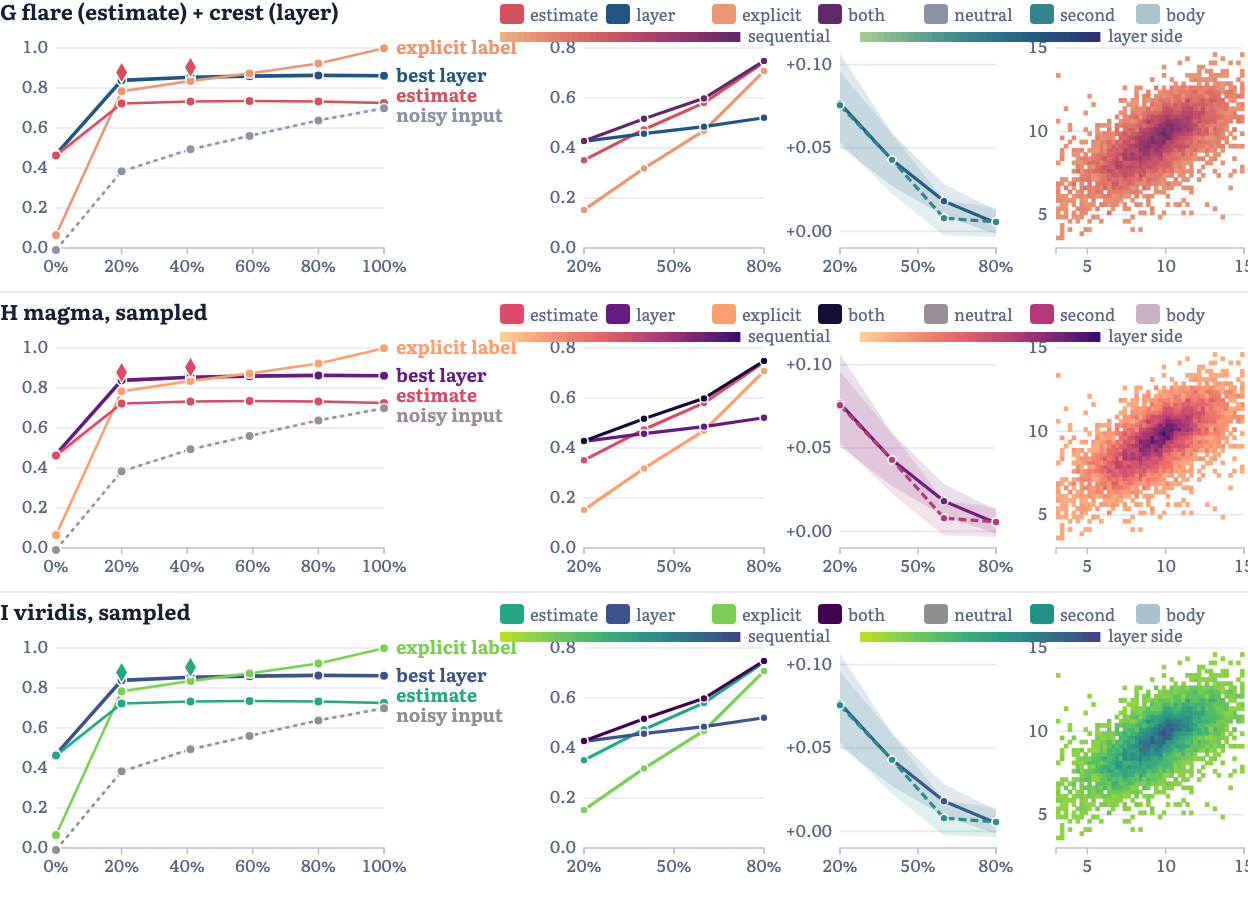 G flare (estimate) + crest (layer)
estimate layer explicit both neutral second body
sequential layer side
1.0 0.8 0.6 0.4 0.2 0.0
0% 20% 40% 60% 80% 100%
explicit label
best layer
estimate
noisy input
0.8 0.6 0.4 0.2 0.0
20% 50% 80%
+0.10 +0.05 +0.00
20% 50% 80%
15 10 5
5 10 15
H magma, sampled
estimate layer explicit both neutral second body
sequential layer side
1.0 0.8 0.6 0.4 0.2 0.0
0% 20% 40% 60% 80% 100%
explicit label
best layer
estimate
noisy input
0.8 0.6 0.4 0.2 0.0
20% 50% 80%
+0.10 +0.05 +0.00
20% 50% 80%
15 10 5
5 10 15
I viridis, sampled
estimate layer explicit both neutral second body
sequential layer side
1.0 0.8 0.6 0.4 0.2 0.0
0% 20% 40% 60% 80% 100%
explicit label
best layer
estimate
noisy input
0.8 0.6 0.4 0.2 0.0
20% 50% 80%
+0.10 +0.05 +0.00
20% 50% 80%
15 10 5
5 10 15